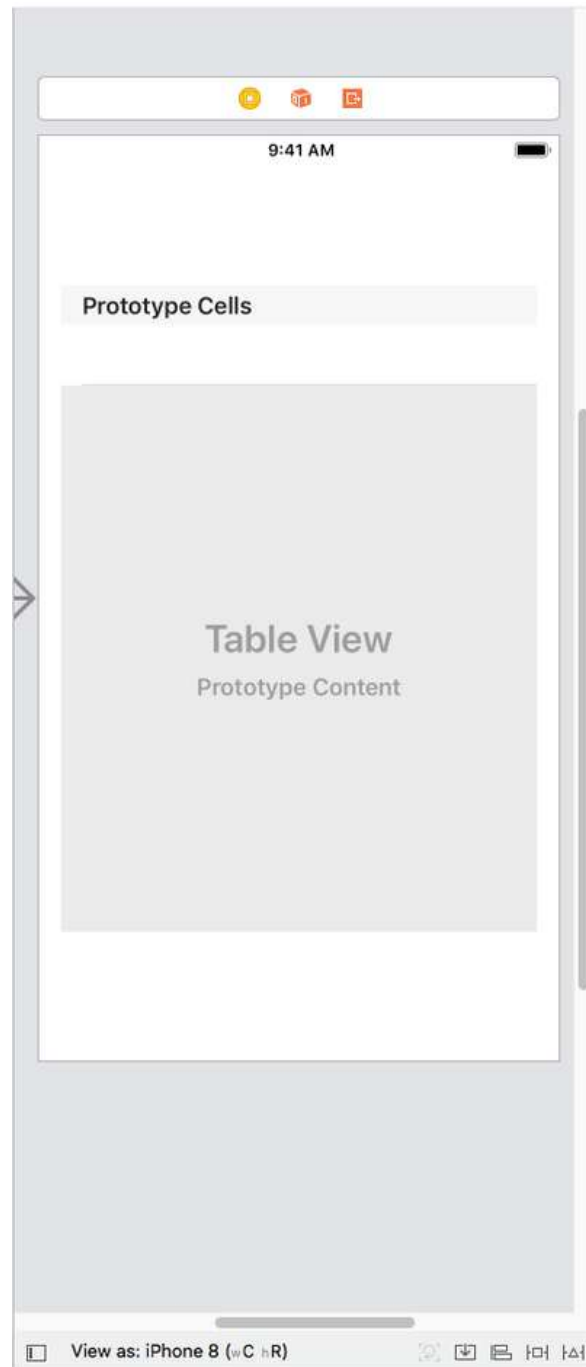 9:41 AM
Prototype Cells
Table View
Prototype Content
View as: iPhone 8 (wC hR)